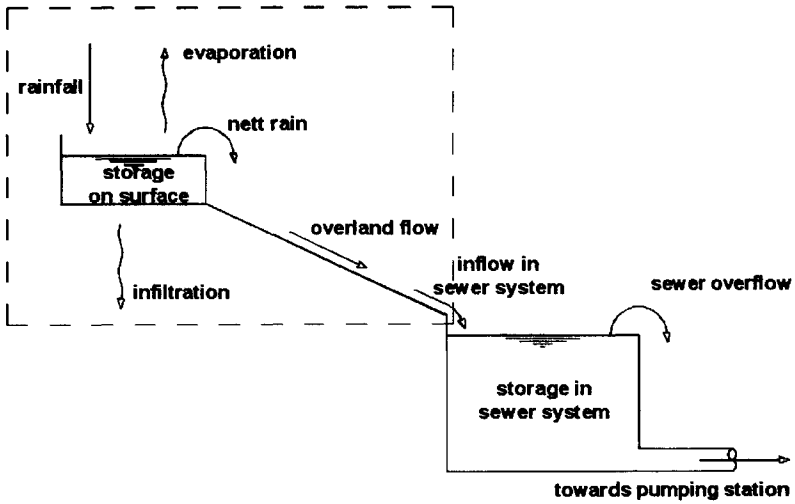 evaporation
rainfall
nett rain
storage
on surface
overland flow
infiltration
inflow in
sewer system
sewer overflow
storage in
sewer system
towards pumping station